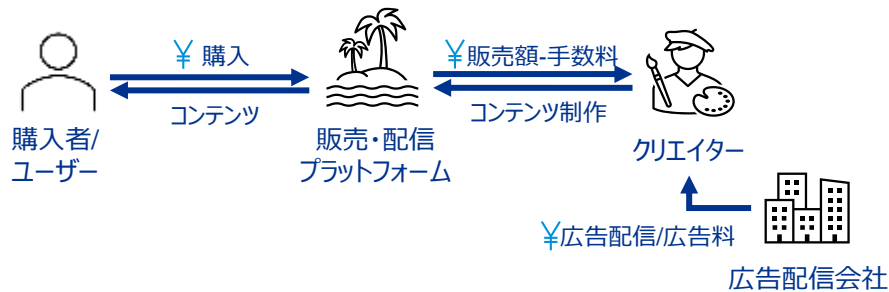 ¥ 購入
コンテンツ
購入者/
ユーザー
販売・配信
プラットフォーム
¥販売額-手数料
コンテンツ制作
クリエイター
¥広告配信/広告料
広告配信会社